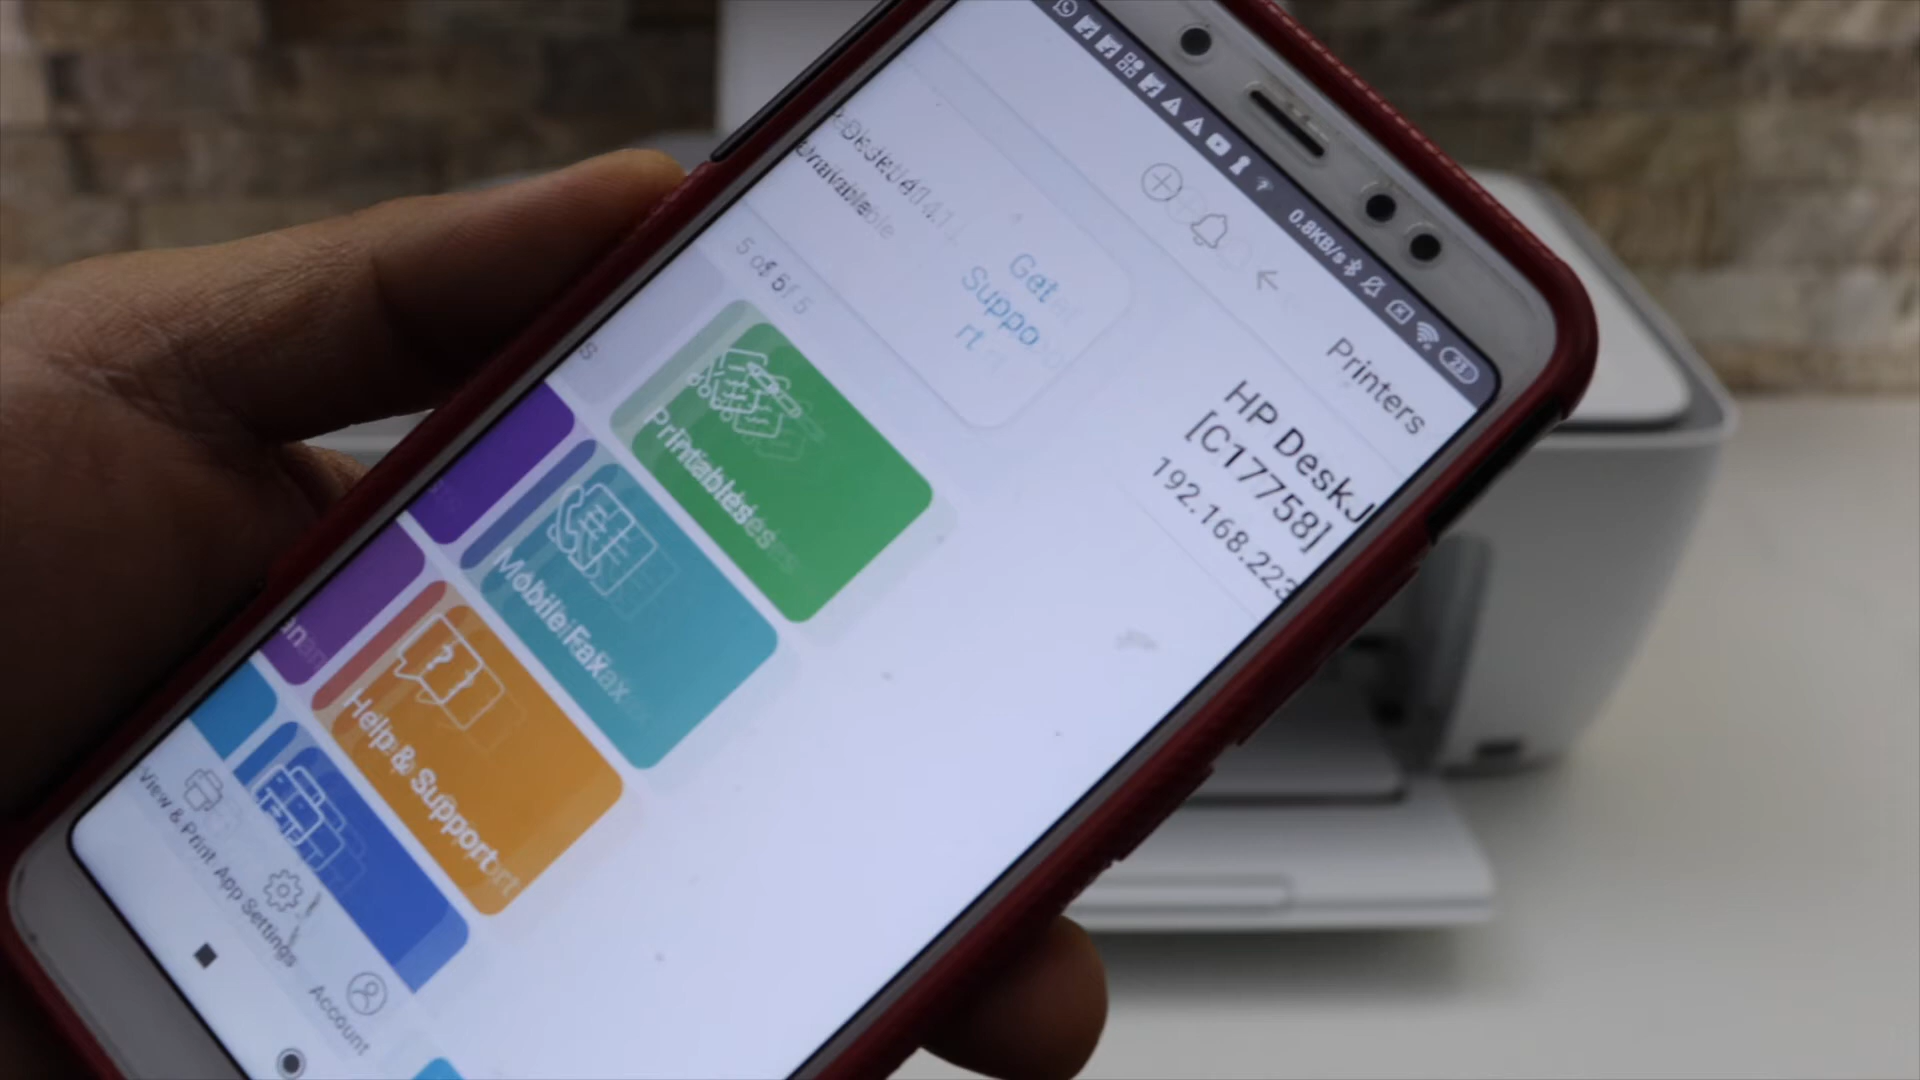 0.8KB/s
23
Printers
HP DeskJ
[C17758]
192.168.223
Get
Suppo
rt
5 of 5
Printables
Mobile Fax
Help & Support
View & Print
App Settings
Account